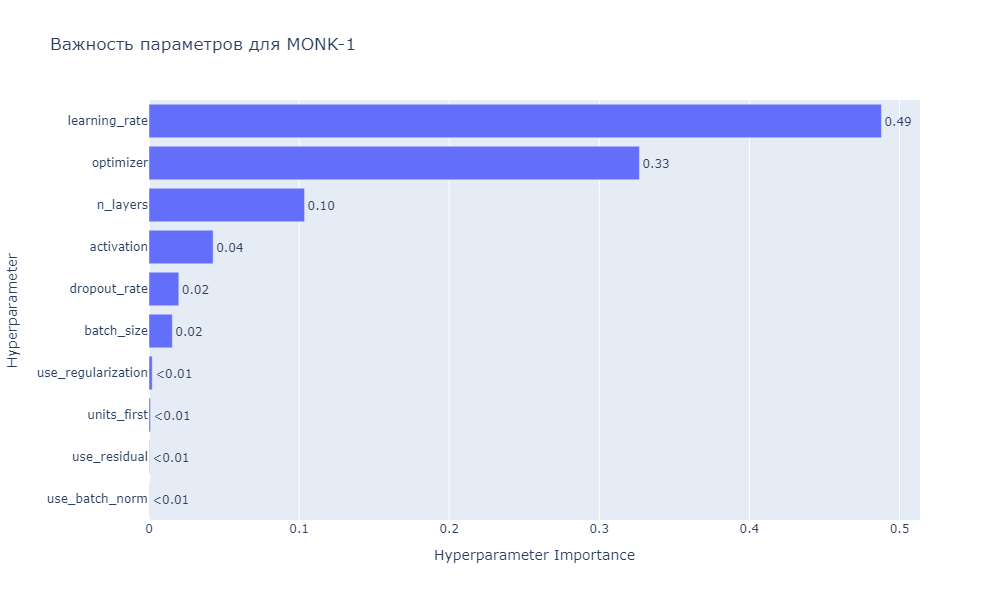 Важность параметров для MONK-1
Hyperparameter
learning_rate 0.49
optimizer 0.33
n_layers 0.10
activation 0.04
dropout_rate 0.02
batch_size 0.02
use_regularization <0.01
units_first <0.01
use_residual <0.01
use_batch_norm <0.01
0 0.1 0.2 0.3 0.4 0.5
Hyperparameter Importance